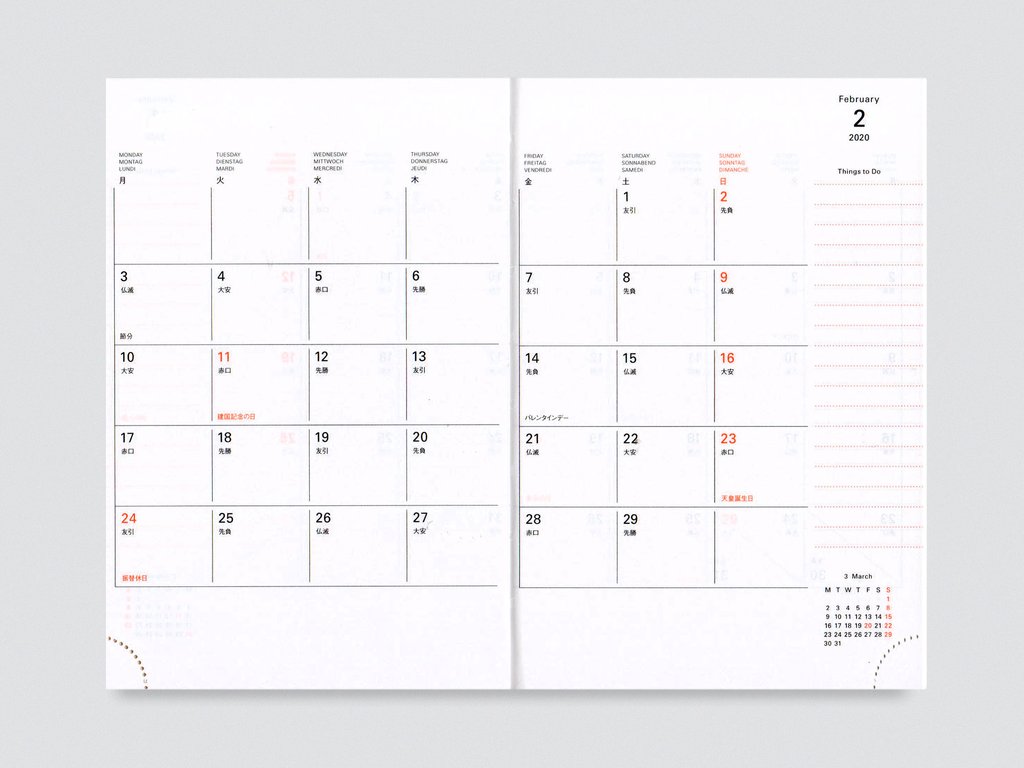 February
2
2020
MONDAY
MONTAG
LUNDI
月
TUESDAY
DIENSTAG
MARDI
火
WEDNESDAY
MITTWOCH
MERCREDI
水
THURSDAY
DONNERSTAG
JEUDI
木
FRIDAY
FREITAG
VENDREDI
金
SATURDAY
SONNABEND
SAMEDI
土
SUNDAY
SONNTAG
DIMANCHE
日
Things to Do
1
友引
2
先負
3
仏滅
節分
4
大安
5
赤口
6
先勝
7
友引
8
先負
9
仏滅
10
大安
11
赤口
建国記念の日
12
先勝
13
友引
14
先負
バレンタインデー
15
仏滅
16
大安
17
赤口
18
先勝
19
友引
20
先負
21
仏滅
22
大安
23
赤口
天皇誕生日
24
友引
振替休日
25
先負
26
仏滅
27
大安
28
赤口
29
先勝
3 March
M T W T F S S
1
2 3 4 5 6 7 8
9 10 11 12 13 14 15
16 17 18 19 20 21 22
23 24 25 26 27 28 29
30 31